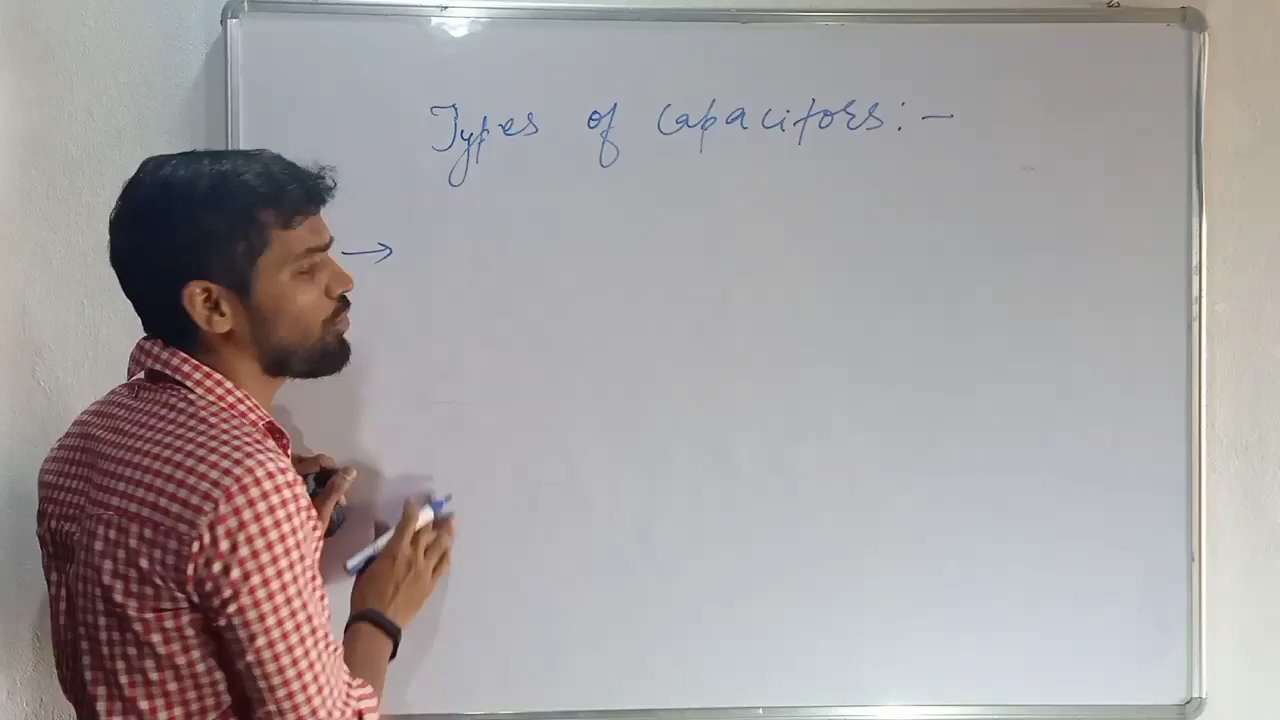 Types of capacitors:-
→